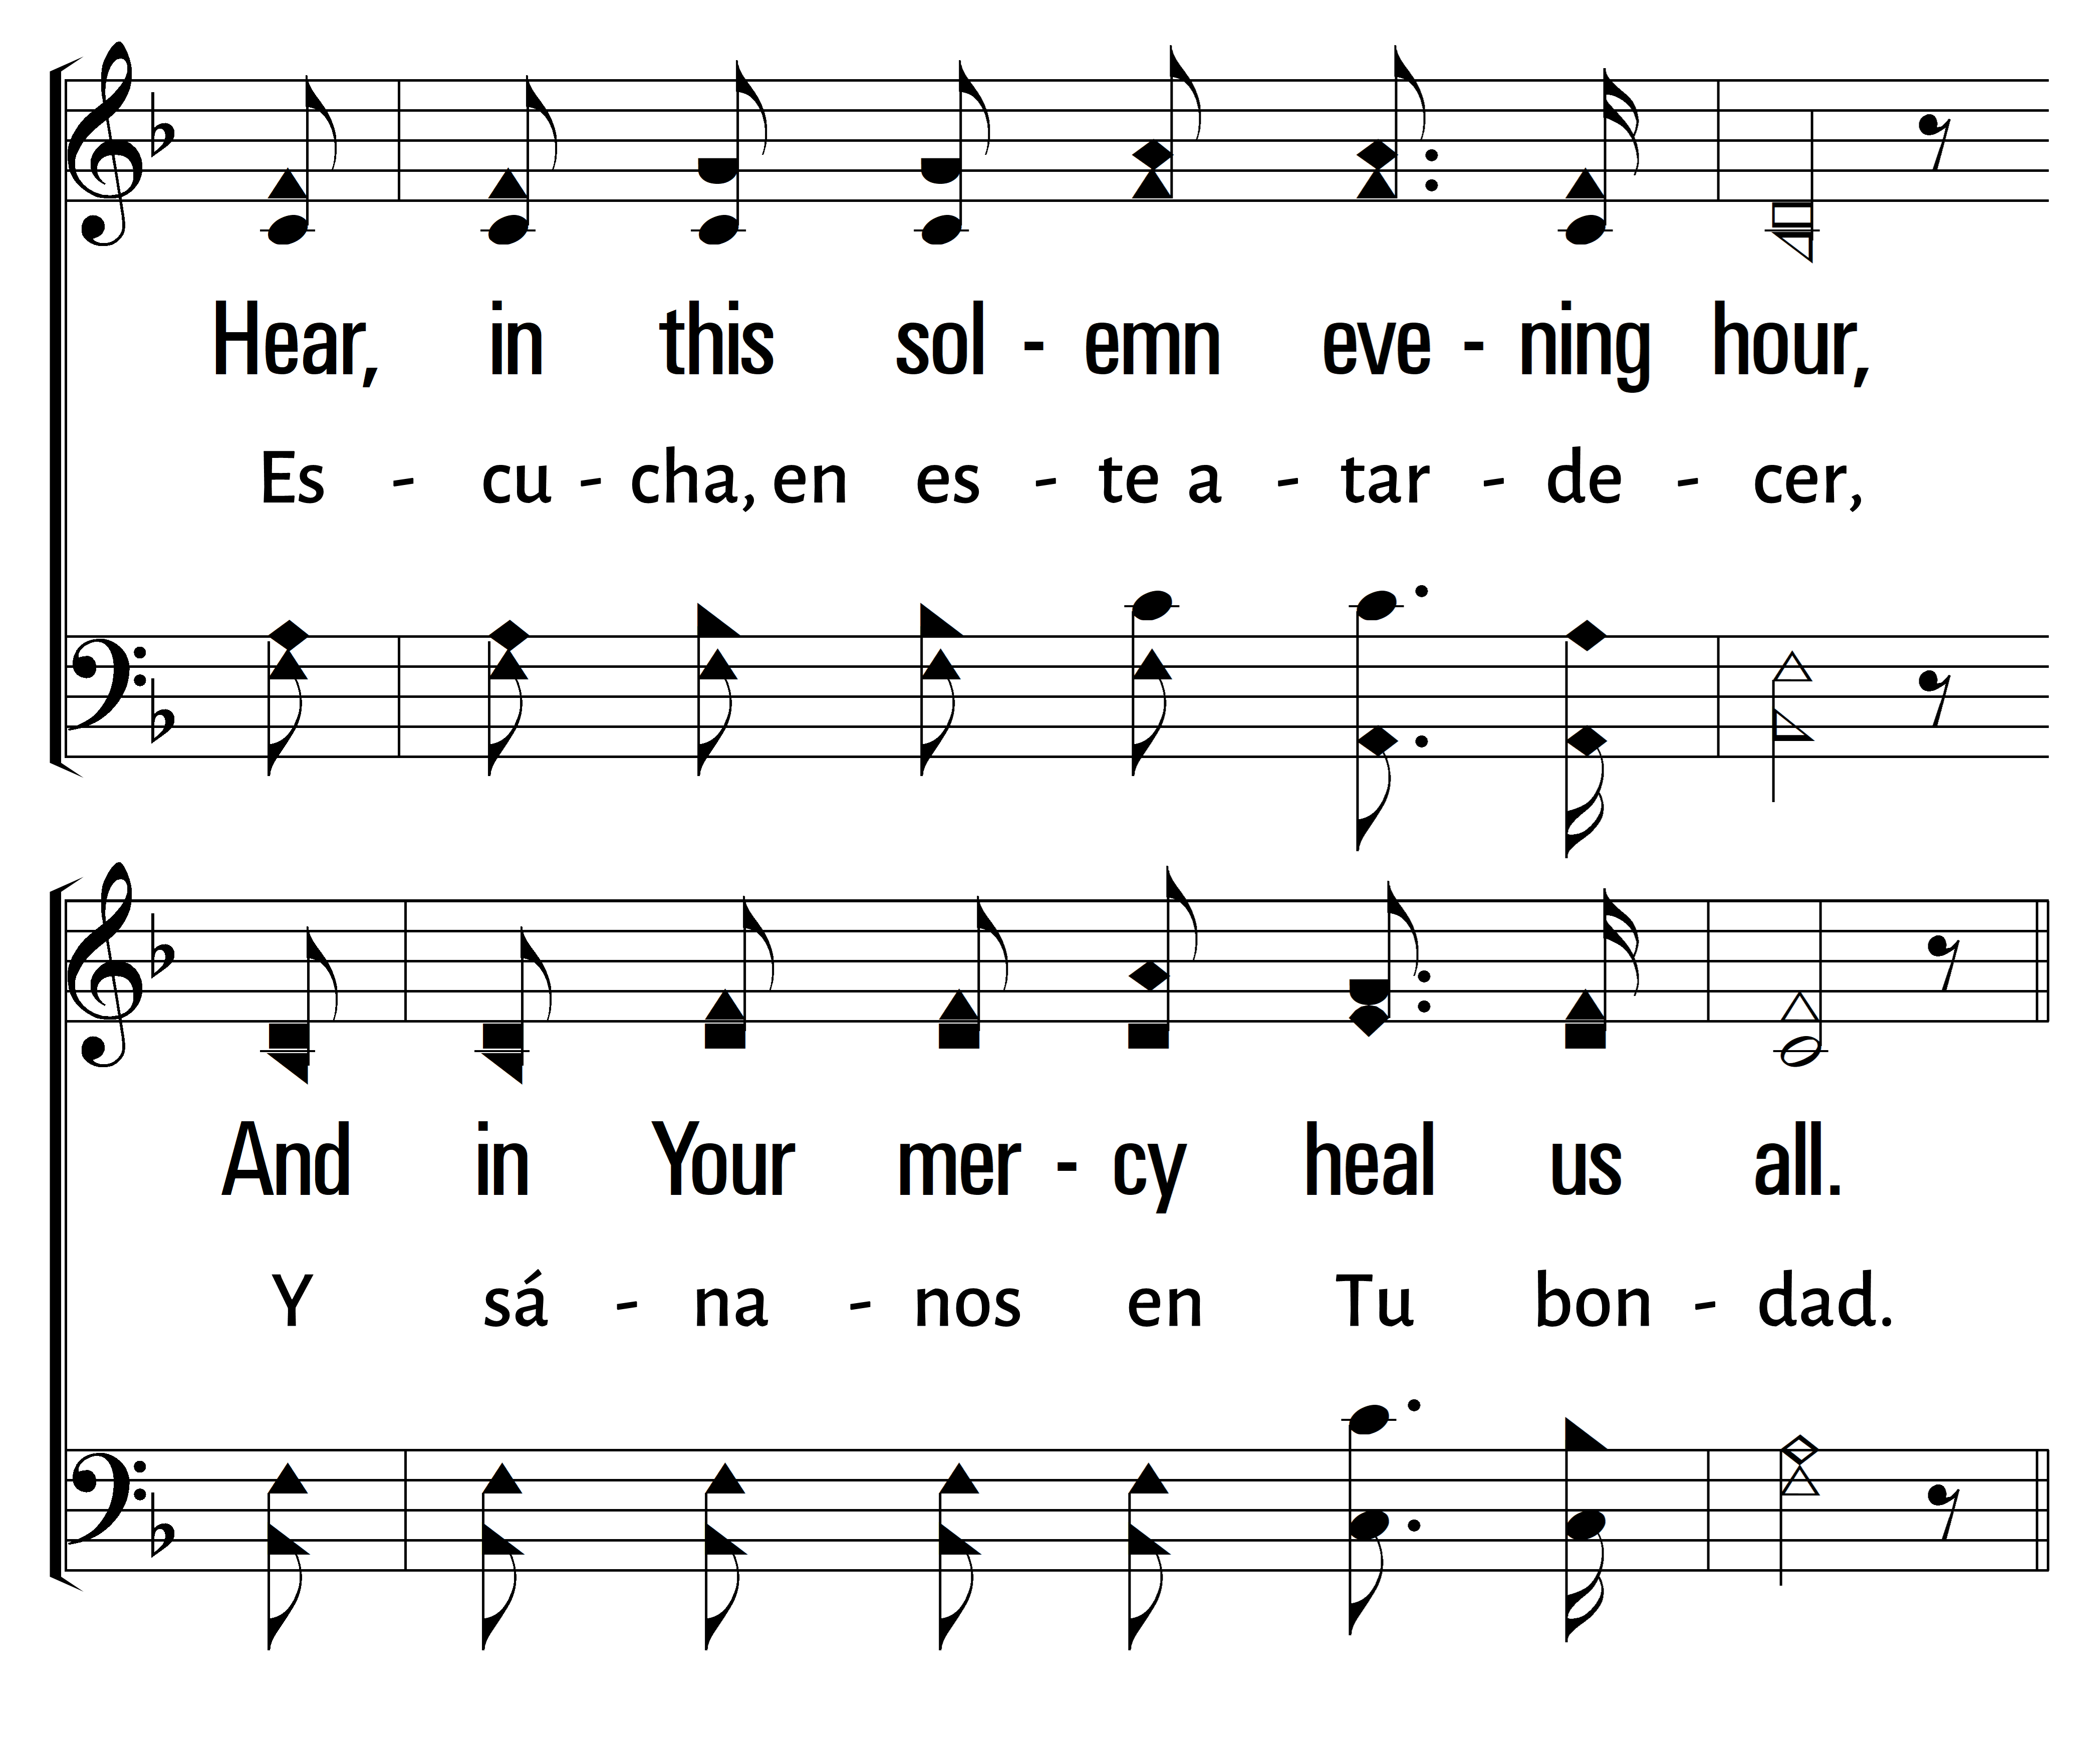 Hear, in this sol - emn eve - ning hour,
Es - cu - cha, en es - te a - tar - de - cer,
And in Your mer - cy heal us all.
Y sá - na - nos en Tu bon - dad.